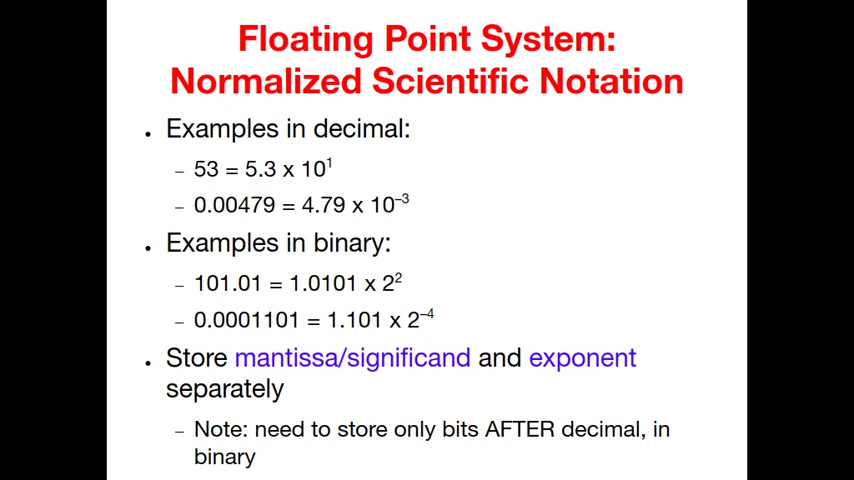 Floating Point System:
Normalized Scientific Notation
• Examples in decimal:
– 53 = 5.3 x 10¹
– 0.00479 = 4.79 x 10⁻³
• Examples in binary:
– 101.01 = 1.0101 x 2²
– 0.0001101 = 1.101 x 2⁻⁴
• Store mantissa/significand and exponent
separately
– Note: need to store only bits AFTER decimal, in
binary